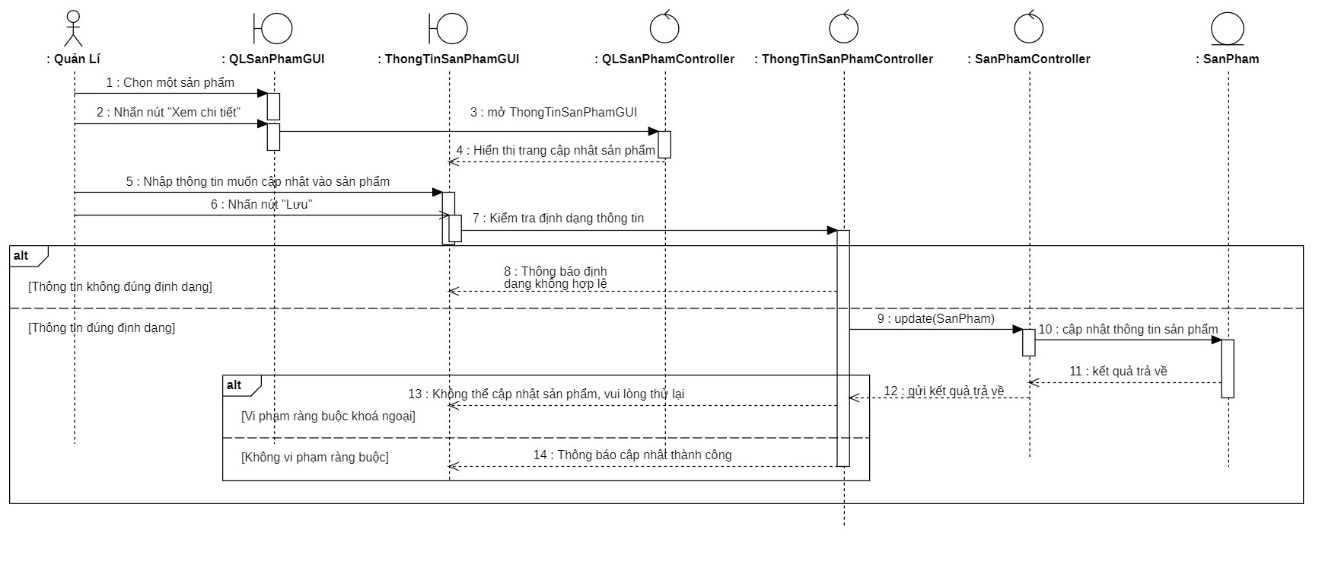 : Quản Lí
: QLSanPhamGUI
: ThongTinSanPhamGUI
: QLSanPhamController
: ThongTinSanPhamController
: SanPhamController
: SanPham
1 : Chọn một sản phẩm
2 : Nhấn nút "Xem chi tiết"
3 : mở ThongTinSanPhamGUI
4 : Hiển thị trang cập nhật sản phẩm
5 : Nhập thông tin muốn cập nhật vào sản phẩm
6 : Nhấn nút "Lưu"
7 : Kiểm tra định dạng thông tin
alt
8 : Thông báo định
dạng không hợp lệ
[Thông tin không đúng định dạng]
[Thông tin đúng định dạng]
9 : update(SanPham)
10 : cập nhật thông tin sản phẩm
11 : kết quả trả về
12 : gửi kết quả trả về
alt
13 : Không thể cập nhật sản phẩm, vui lòng thử lại
[Vi phạm ràng buộc khoá ngoại]
[Không vi phạm ràng buộc]
14 : Thông báo cập nhật thành công